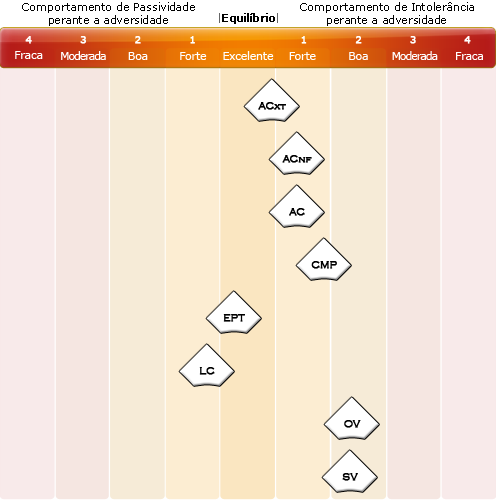 Comportamento de Passividade
perante a adversidade
|Equilíbrio|
Comportamento de Intolerância
perante a adversidade
4 3 2 1 1 2 3 4
Fraca Moderada Boa Forte Excelente Forte Boa Moderada Fraca
ACXT
ACNF
AC
CMP
EPT
LC
OV
SV